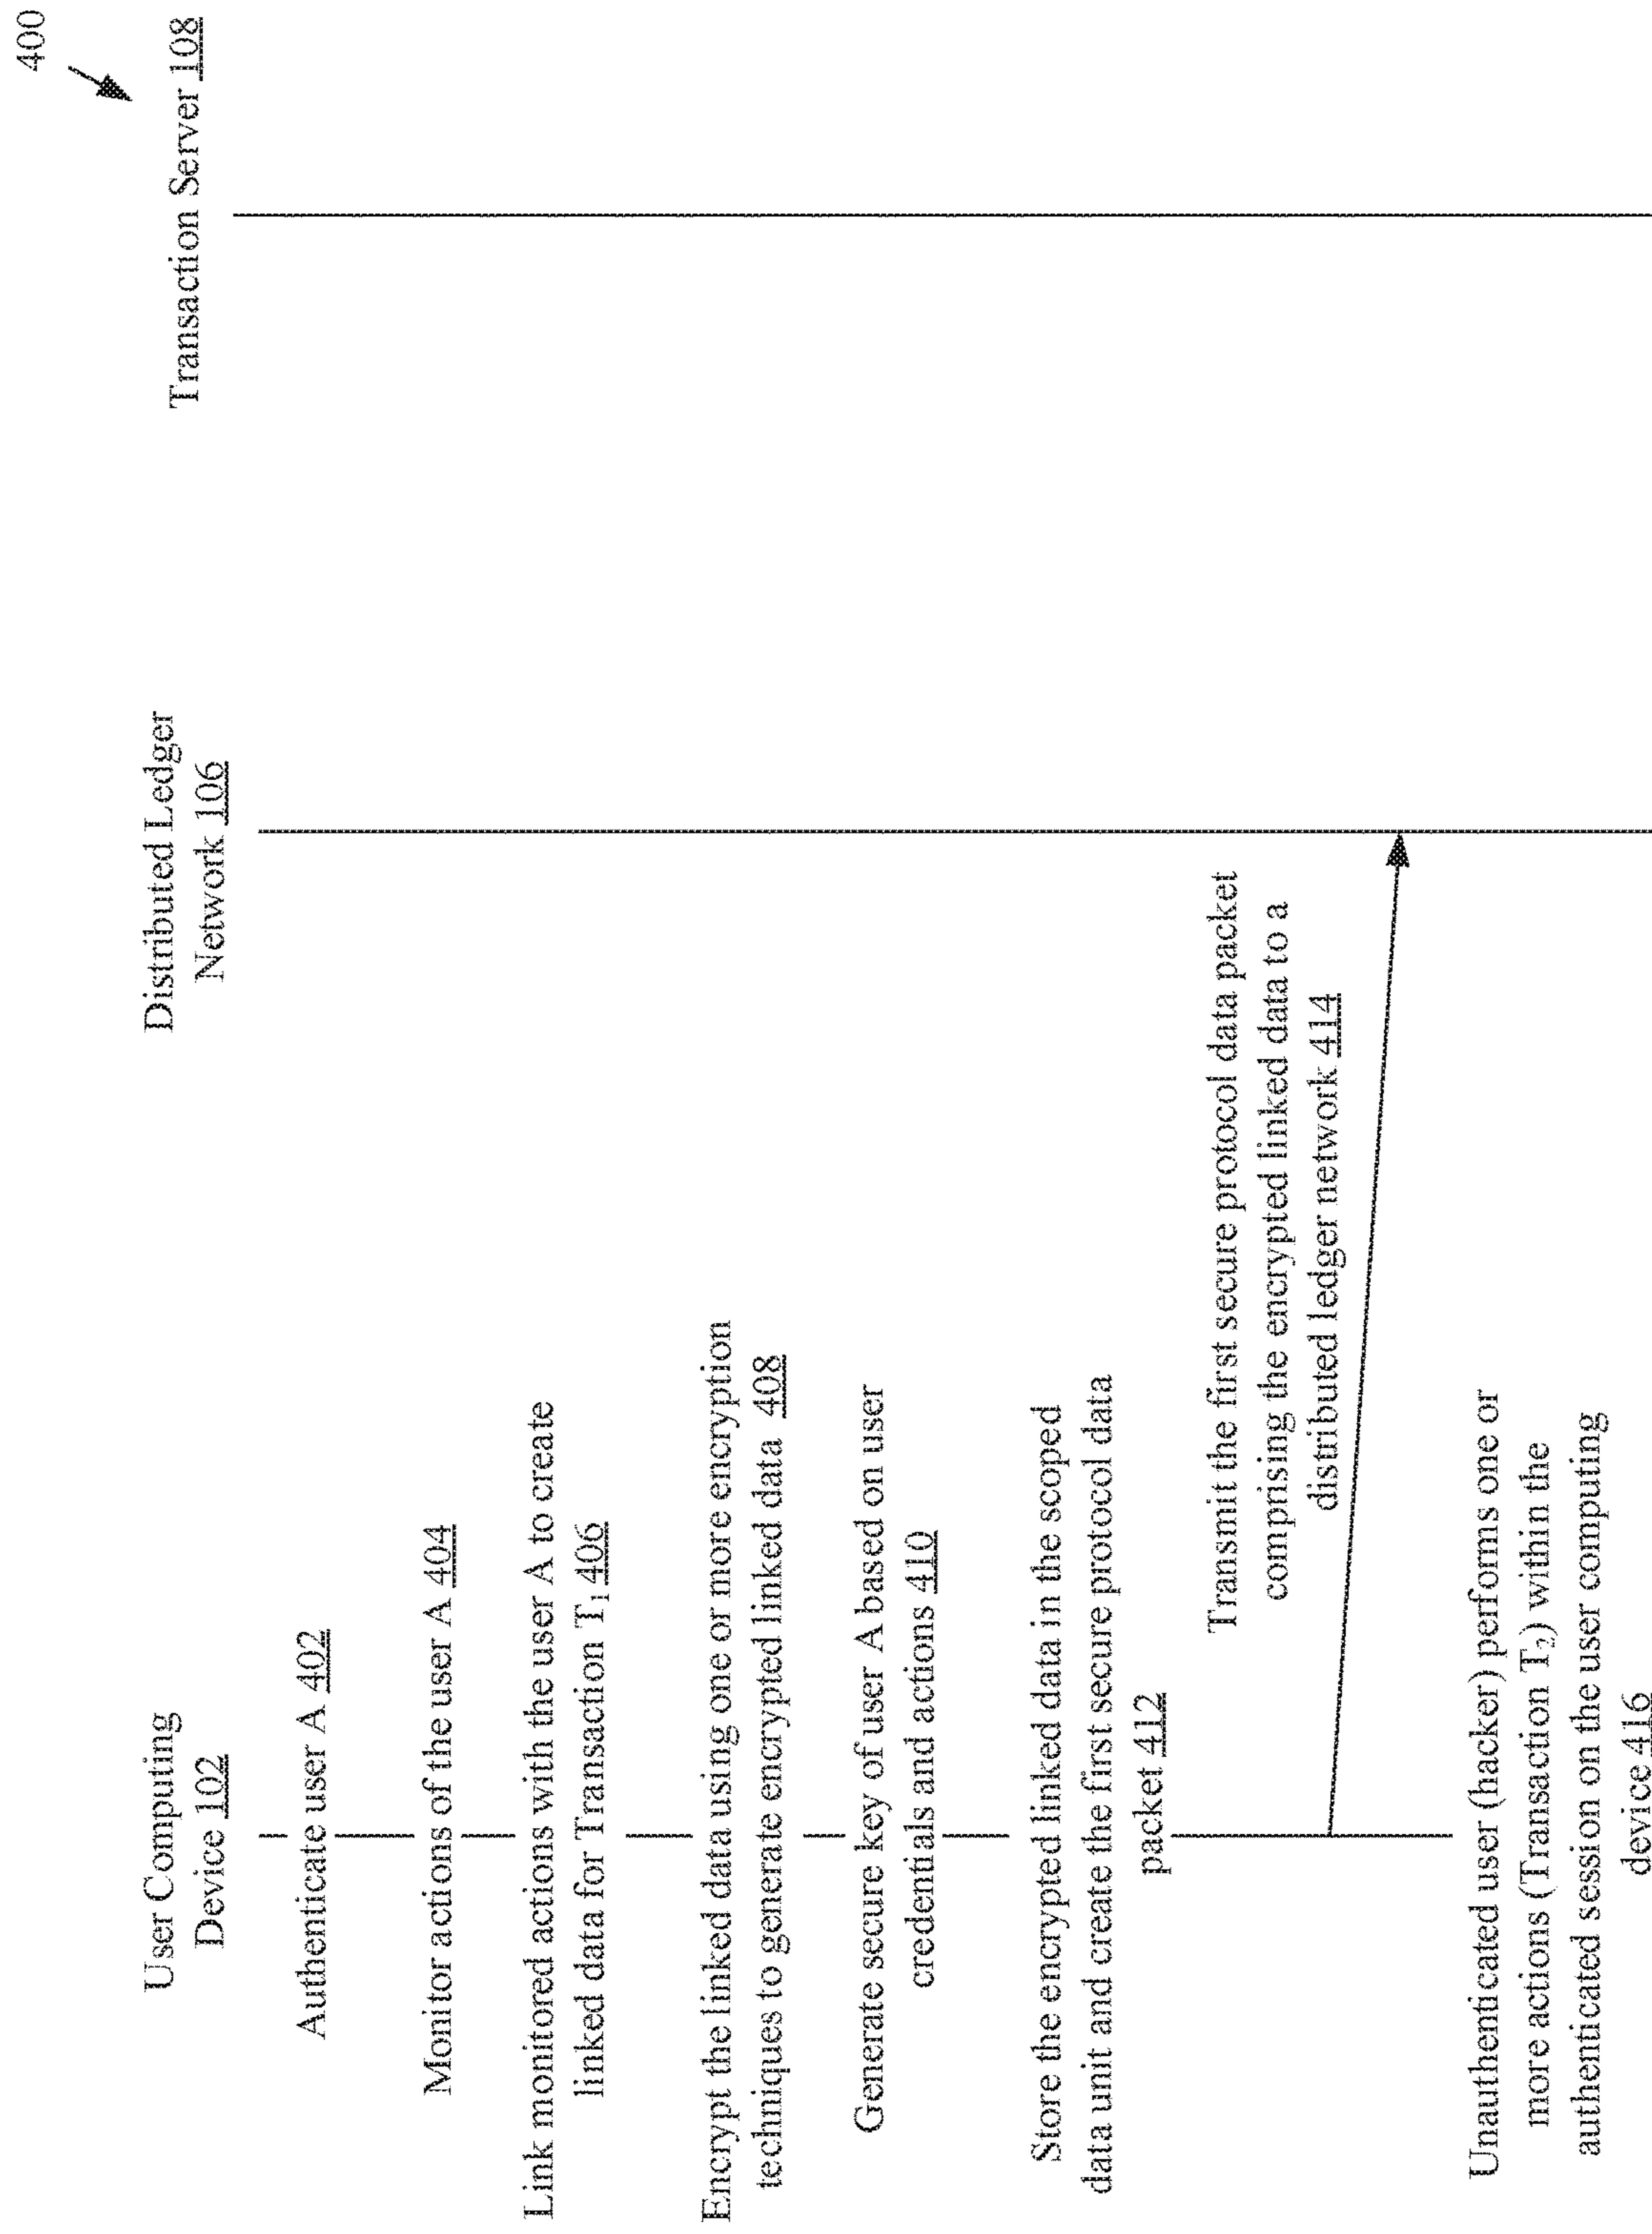 400
User Computing
Device 102
Distributed Ledger
Network 106
Transaction Server 108
Authenticate user A 402
Monitor actions of the user A 404
Link monitored actions with the user A to create
linked data for Transaction T₁ 406
Encrypt the linked data using one or more encryption
techniques to generate encrypted linked data 408
Generate secure key of user A based on user
credentials and actions 410
Store the encrypted linked data in the scoped
data unit and create the first secure protocol data
packet 412
Transmit the first secure protocol data packet
comprising the encrypted linked data to a
distributed ledger network 414
Unauthenticated user (hacker) performs one or
more actions (Transaction T₂) within the
authenticated session on the user computing
device 416